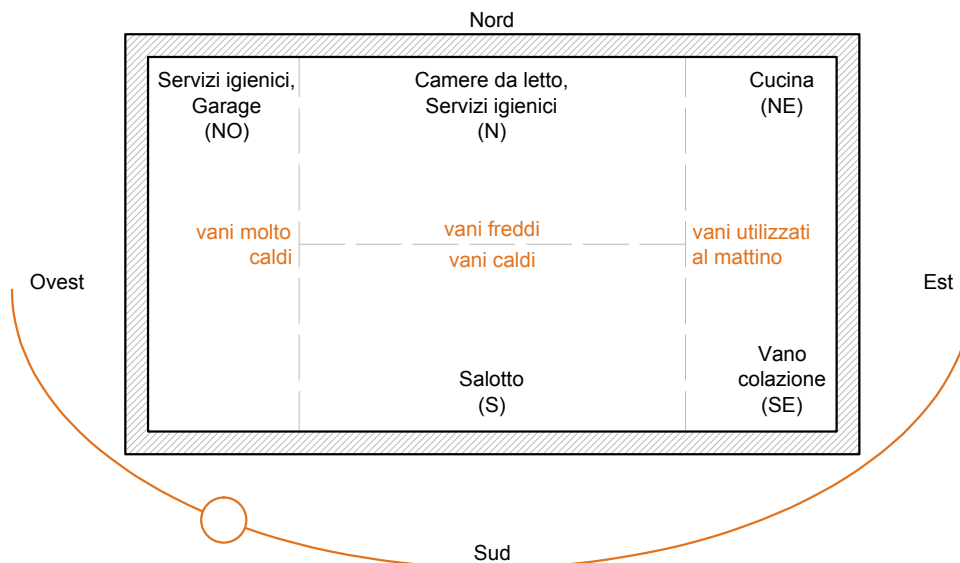 Nord
Servizi igienici,
Garage
(NO)
Camere da letto,
Servizi igienici
(N)
Cucina
(NE)
vani molto
caldi
vani freddi
vani caldi
vani utilizzati
al mattino
Ovest
Est
Salotto
(S)
Vano
colazione
(SE)
Sud